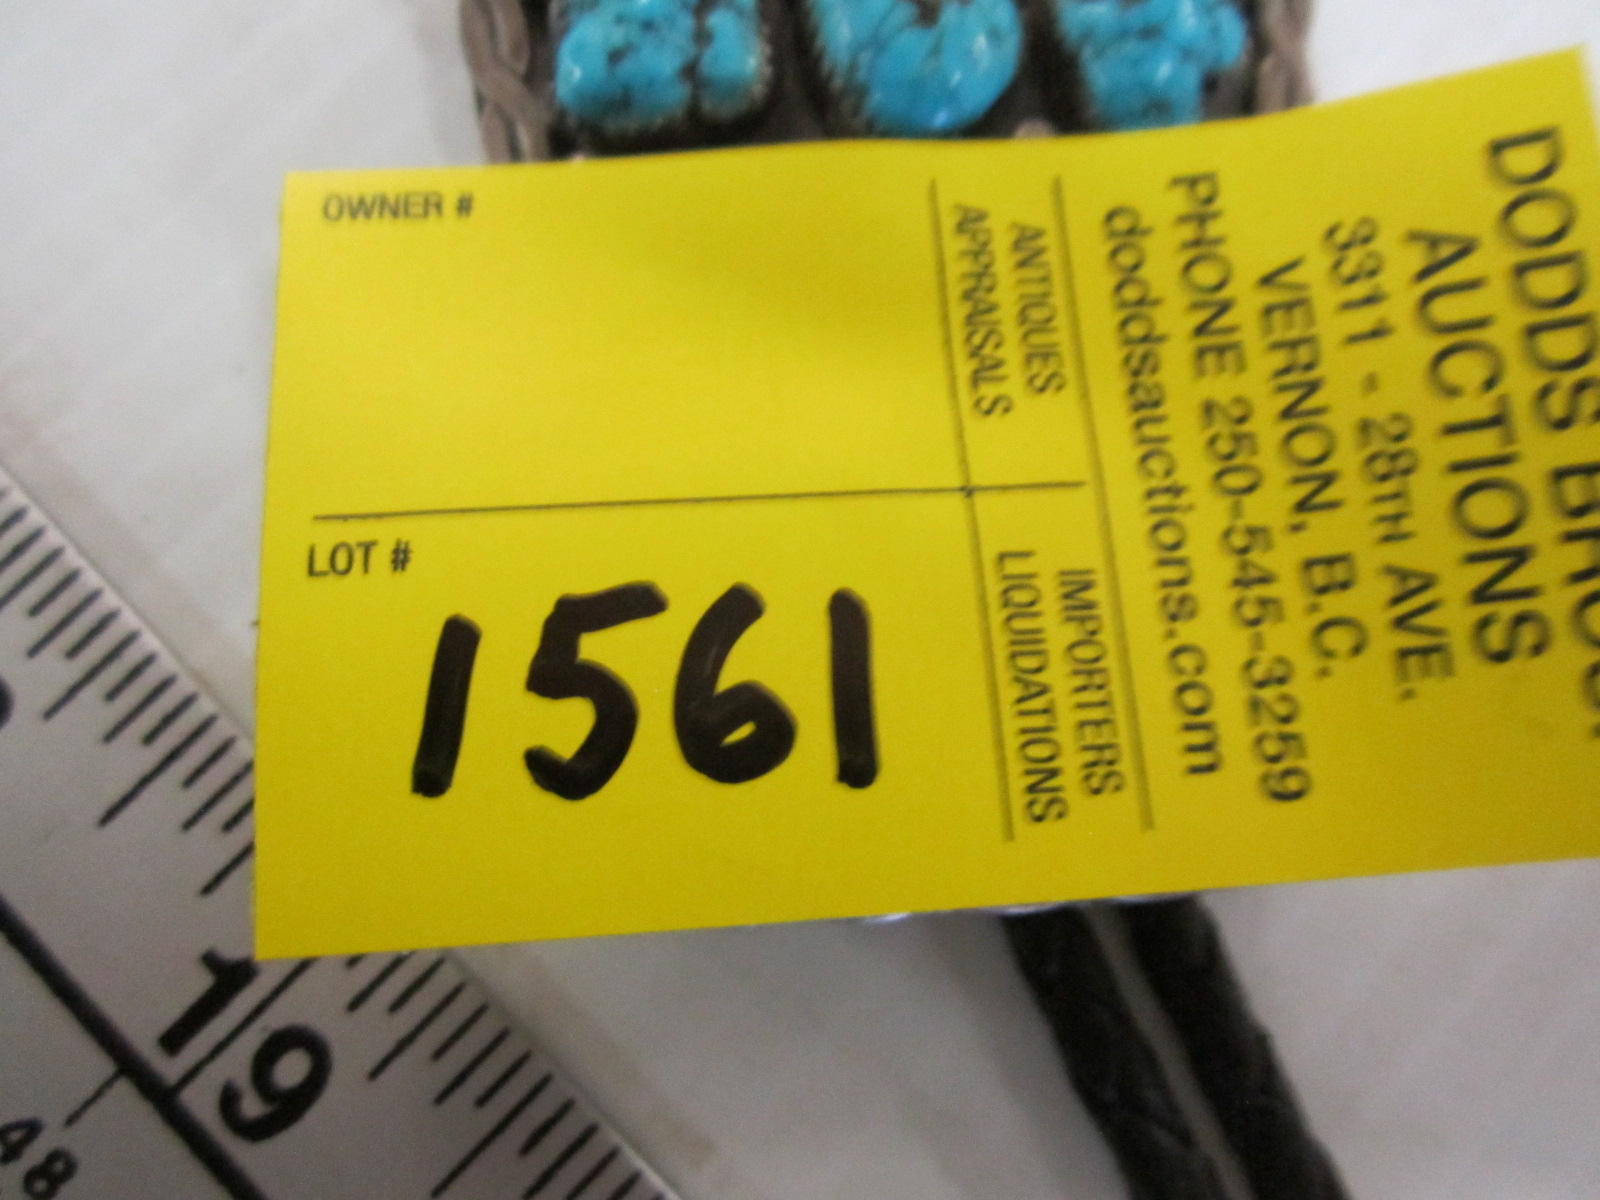 OWNER #
LOT #
1561
ANTIQUES
APPRAISALS
IMPORTERS
LIQUIDATIONS
DODDS
AUCTIONS
3311 - 28TH AVE.
VERNON, B.C.
PHONE 250-545-3259
doddsauctions.com
19
48